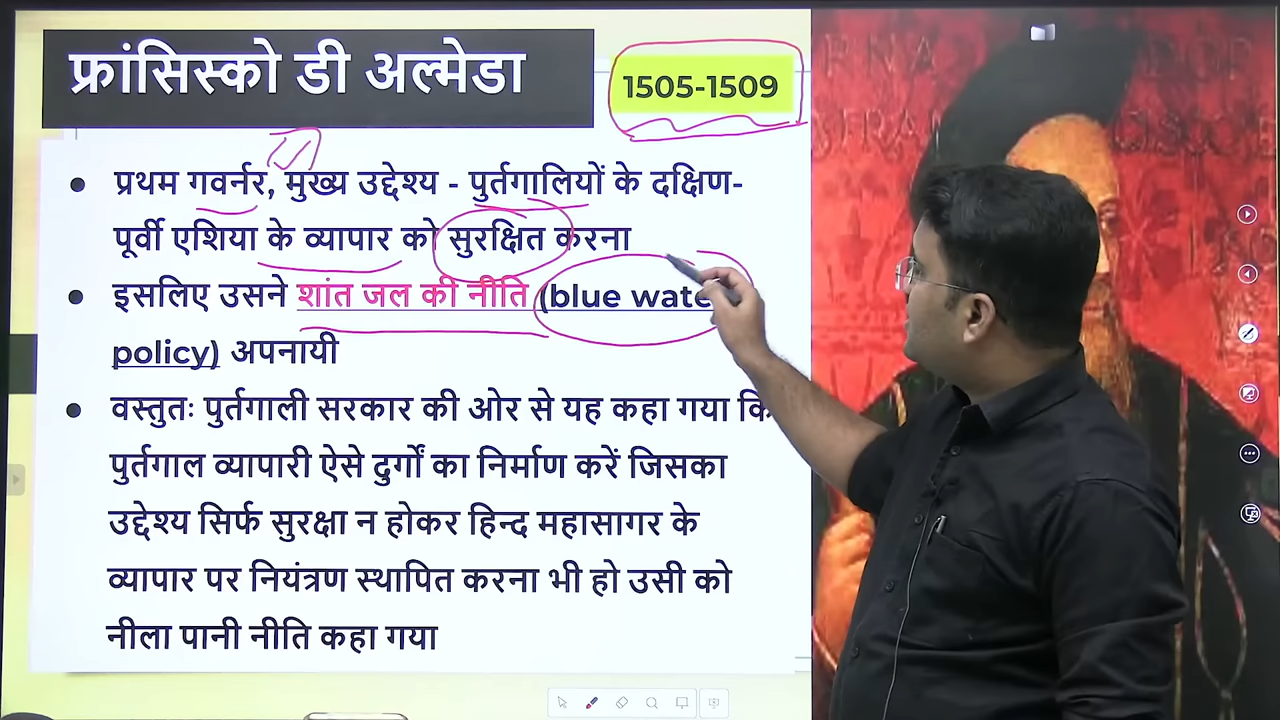 फ्रांसिस्को डी अल्मेडा
1505-1509
प्रथम गवर्नर, मुख्य उद्देश्य - पुर्तगालियों के दक्षिण-
पूर्वी एशिया के व्यापार को सुरक्षित करना
इसलिए उसने शांत जल की नीति (blue wate
policy) अपनायी
वस्तुतः पुर्तगाली सरकार की ओर से यह कहा गया कि
पुर्तगाल व्यापारी ऐसे दुर्गों का निर्माण करें जिसका
उद्देश्य सिर्फ सुरक्षा न होकर हिन्द महासागर के
व्यापार पर नियंत्रण स्थापित करना भी हो उसी को
नीला पानी नीति कहा गया